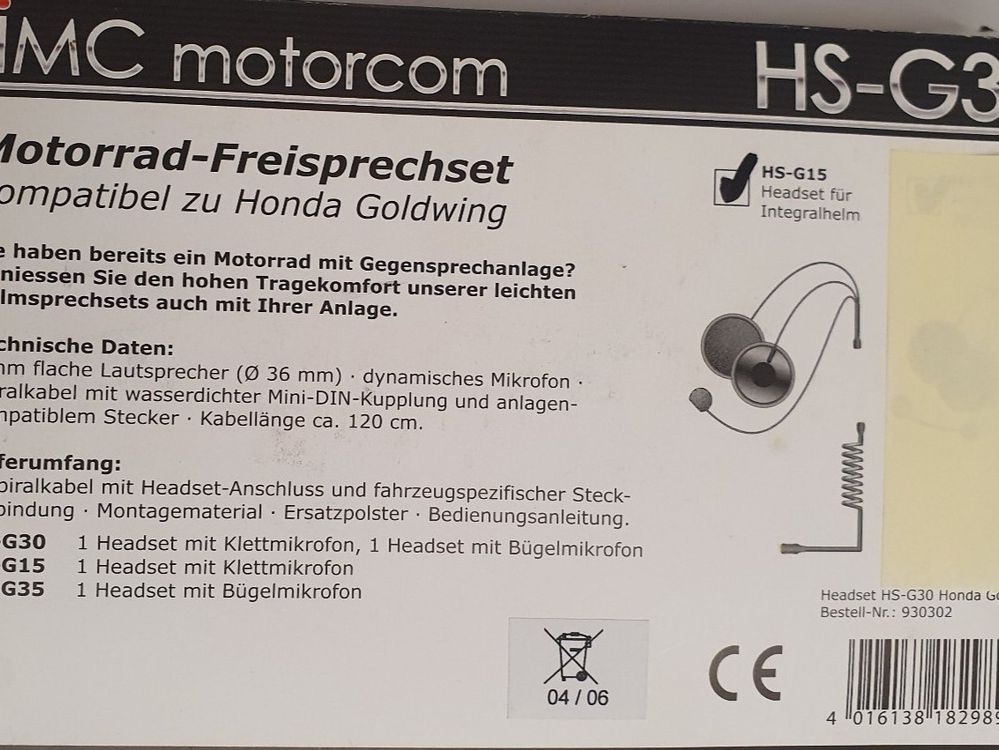 iMC motorcom HS-G3
Motorrad-Freisprechset
ompatibel zu Honda Goldwing
HS-G15
Headset für
Integralhelm
e haben bereits ein Motorrad mit Gegensprechanlage?
niessen Sie den hohen Tragekomfort unserer leichten
lmsprechsets auch mit Ihrer Anlage.
chnische Daten:
mm flache Lautsprecher (Ø 36 mm) · dynamisches Mikrofon ·
ralkabel mit wasserdichter Mini-DIN-Kupplung und anlagen-
mpatiblem Stecker · Kabellänge ca. 120 cm.
ferumfang:
piralkabel mit Headset-Anschluss und fahrzeugspezifischer Steck-
bindung · Montagematerial · Ersatzpolster · Bedienungsanleitung.
-G30 1 Headset mit Klettmikrofon, 1 Headset mit Bügelmikrofon
-G15 1 Headset mit Klettmikrofon
-G35 1 Headset mit Bügelmikrofon
Headset HS-G30 Honda Go
Bestell-Nr.: 930302
04 / 06
CE
4 016138 182989